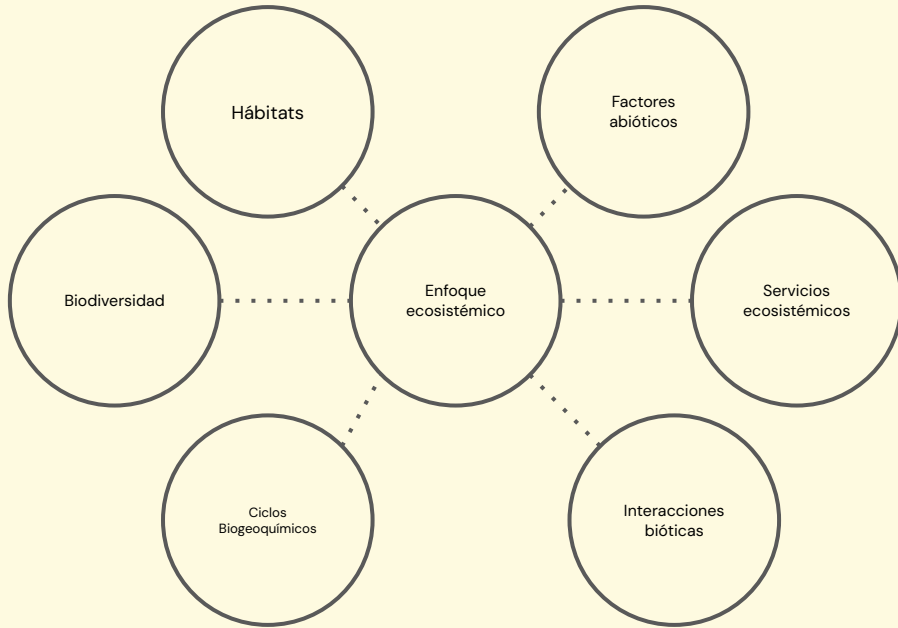 Hábitats
Factores
abióticos
Biodiversidad
Enfoque
ecosistémico
Servicios
ecosistémicos
Ciclos
Biogeoquímicos
Interacciones
bióticas